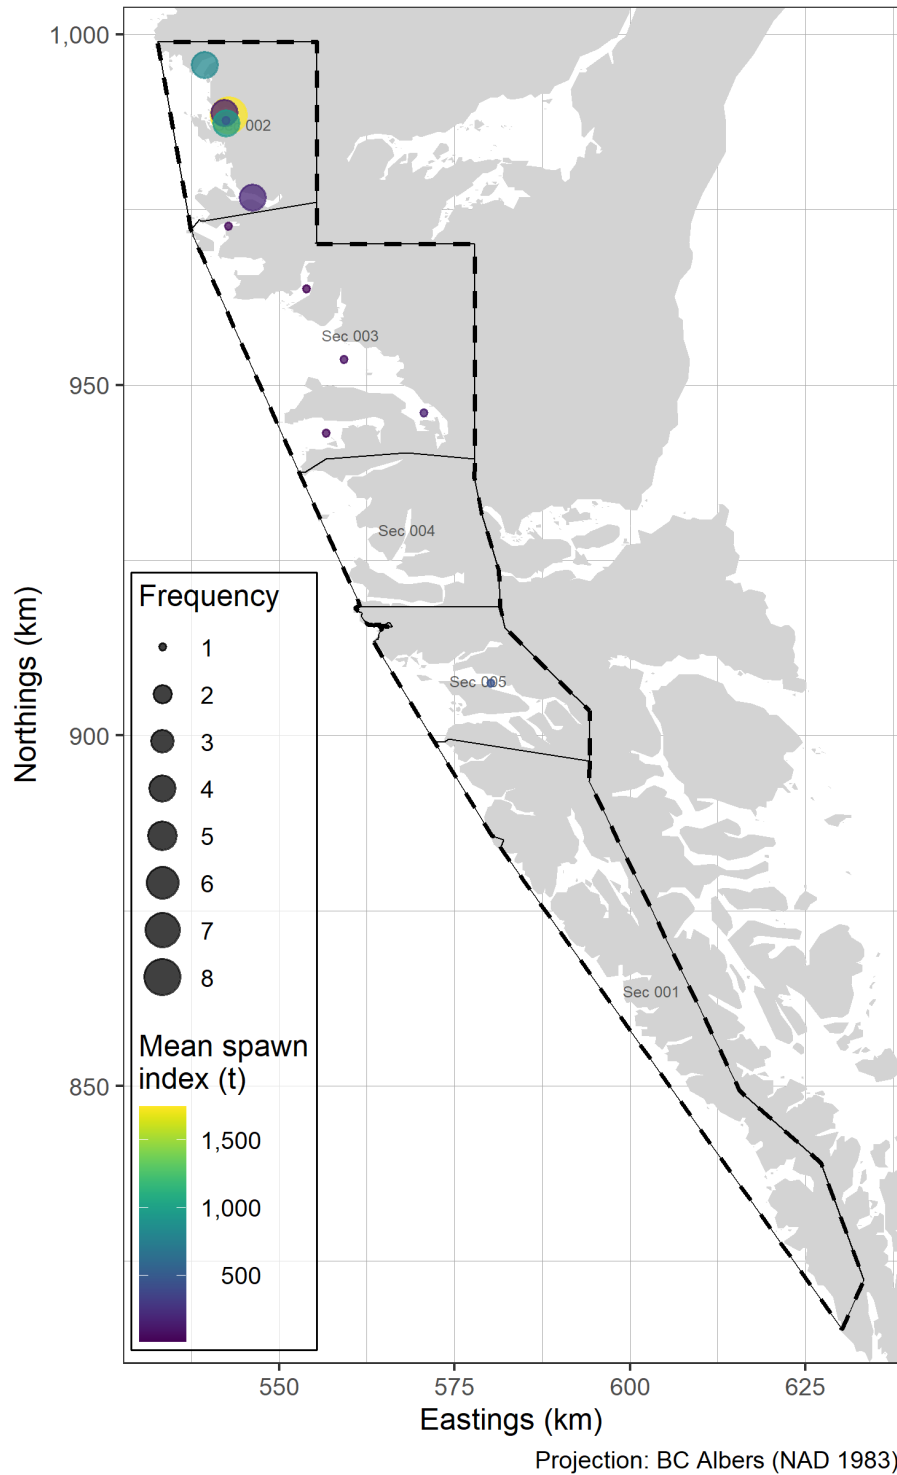 1,000
950
900
850
Northings (km)
002
Sec 003
Sec 004
Sec 005
Sec 001
Frequency
1
2
3
4
5
6
7
8
Mean spawn
index (t)
1,500
1,000
500
550
575
600
625
Eastings (km)
Projection: BC Albers (NAD 1983)